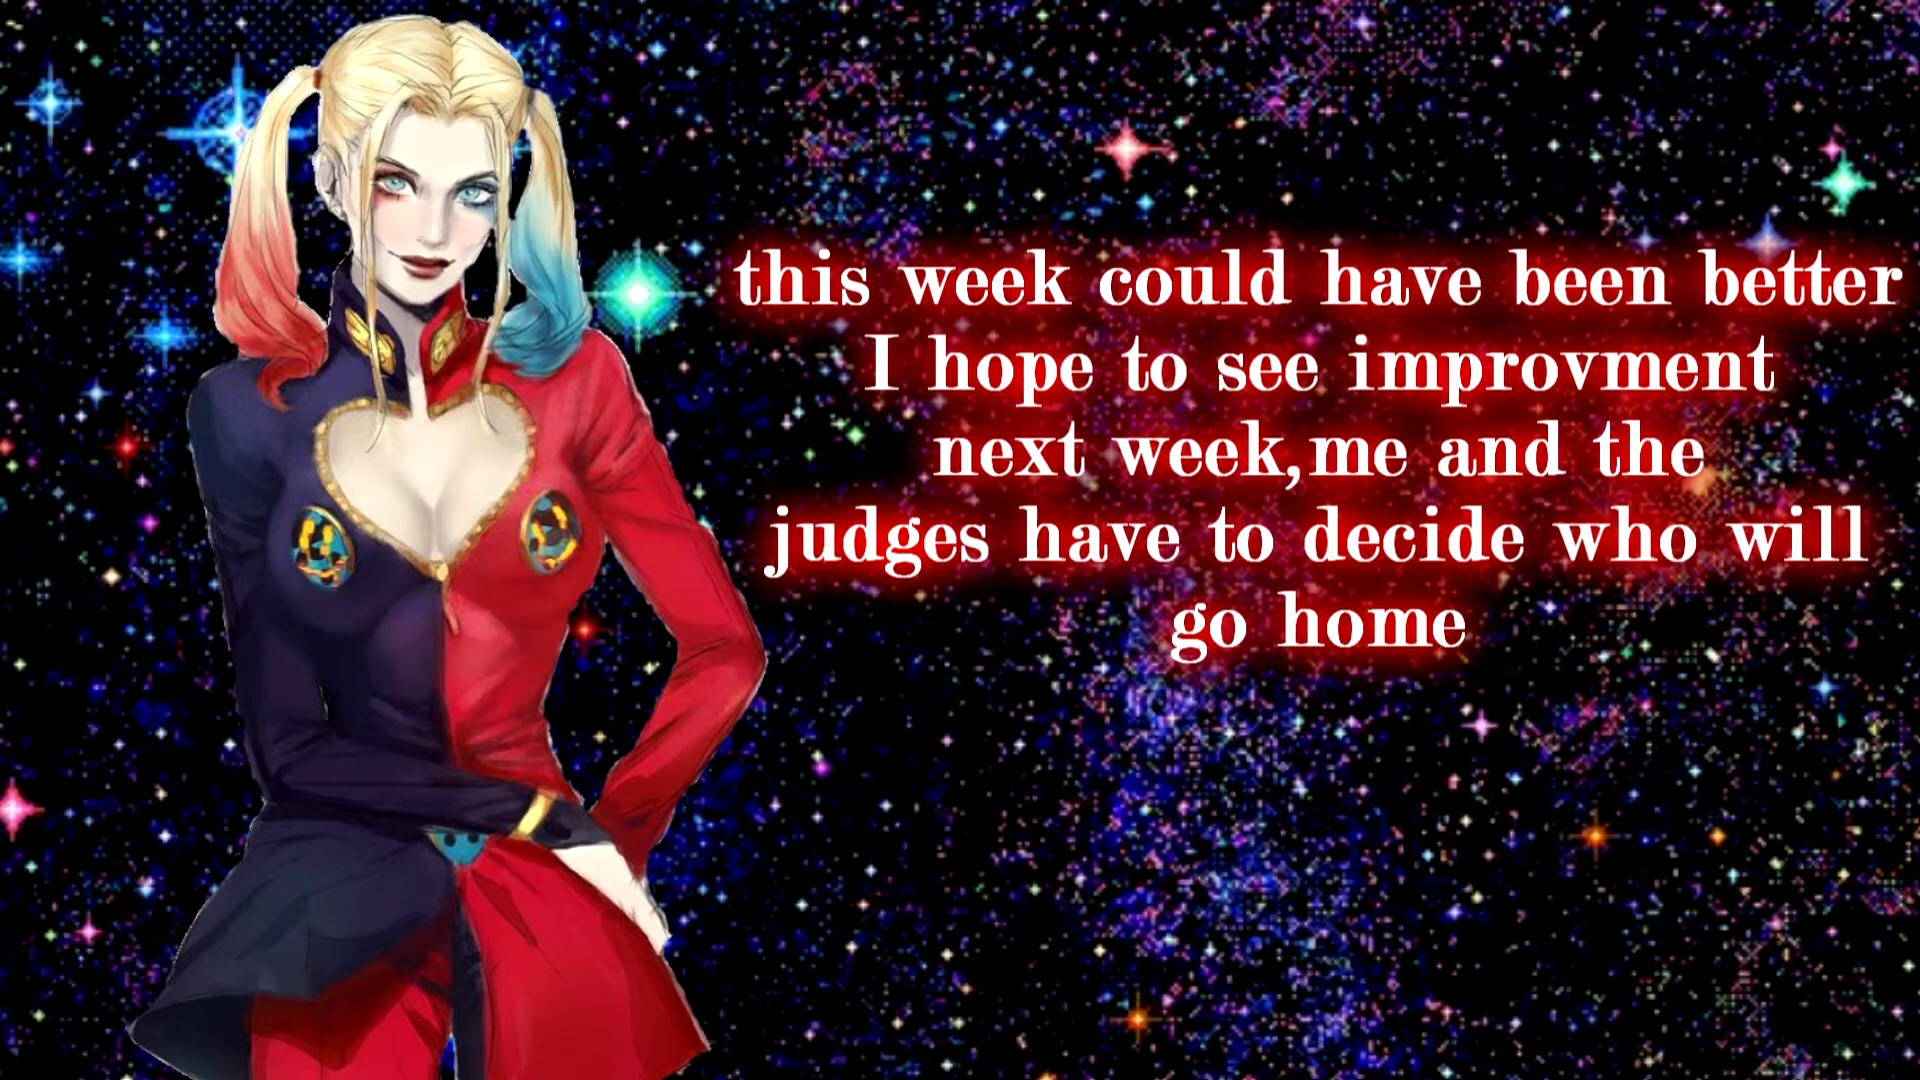 this week could have been better
I hope to see improvment
next week,me and the
judges have to decide who will
go home